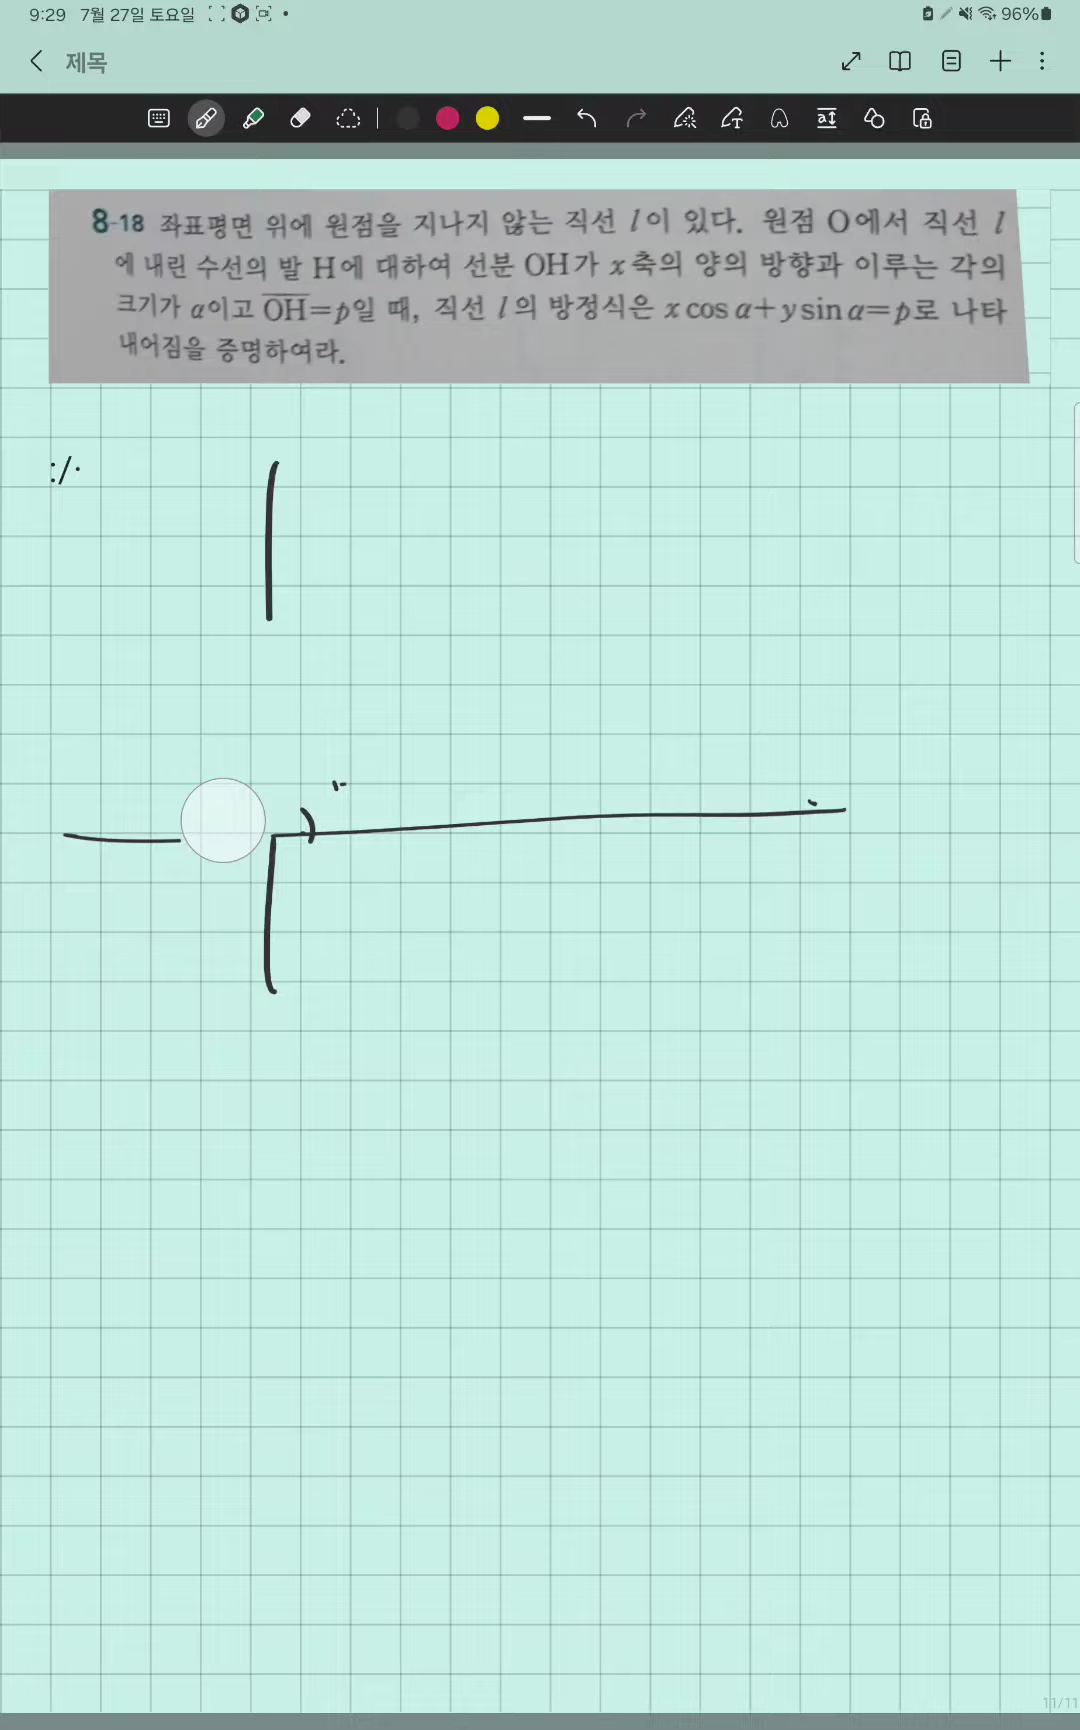 9:29 7월 27일 토요일
96%
제목
8-18 좌표평면 위에 원점을 지나지 않는 직선 l이 있다. 원점 O에서 직선 l
에 내린 수선의 발 H에 대하여 선분 OH가 x축의 양의 방향과 이루는 각의
크기가 α이고 OH=p일 때, 직선 l의 방정식은 x cos α+y sin α=p로 나타
내어짐을 증명하여라.
11/11